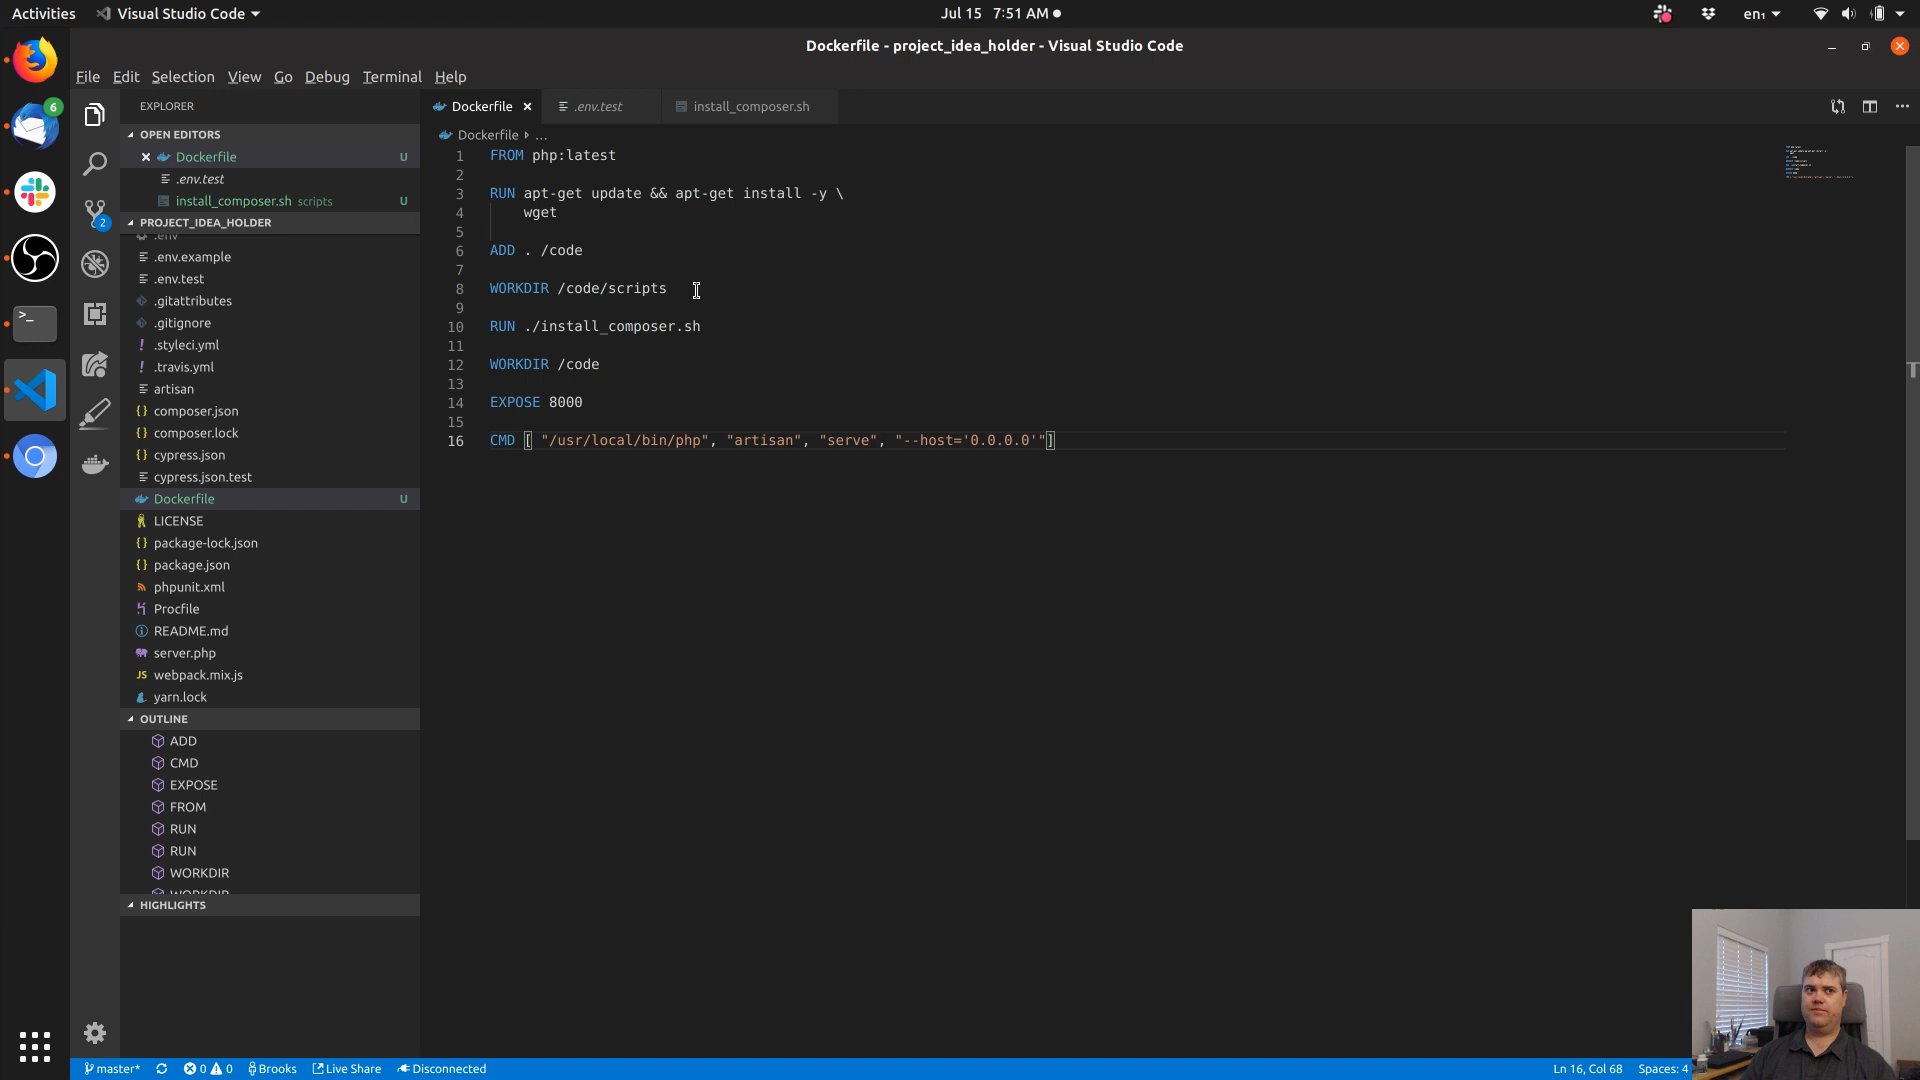 Activities
Visual Studio Code
Jul 15 7:51 AM
en₁
Dockerfile - project_idea_holder - Visual Studio Code
File Edit Selection View Go Debug Terminal Help
6
2
EXPLORER
OPEN EDITORS
Dockerfile U
.env.test
install_composer.sh scripts U
PROJECT_IDEA_HOLDER
.env
.env.example
.env.test
.gitattributes
.gitignore
.styleci.yml
.travis.yml
artisan
composer.json
composer.lock
cypress.json
cypress.json.test
Dockerfile U
LICENSE
package-lock.json
package.json
phpunit.xml
Procfile
README.md
server.php
webpack.mix.js
yarn.lock
OUTLINE
ADD
CMD
EXPOSE
FROM
RUN
RUN
WORKDIR
WORKDIR
HIGHLIGHTS
Dockerfile
.env.test
install_composer.sh
Dockerfile ...
1 FROM php:latest
2
3 RUN apt-get update && apt-get install -y \
4 wget
5
6 ADD . /code
7
8 WORKDIR /code/scripts
9
10 RUN ./install_composer.sh
11
12 WORKDIR /code
13
14 EXPOSE 8000
15
16 CMD [ "/usr/local/bin/php", "artisan", "serve", "--host='0.0.0.0'"]
master* 0 0 Brooks Live Share Disconnected
Ln 16, Col 68 Spaces: 4